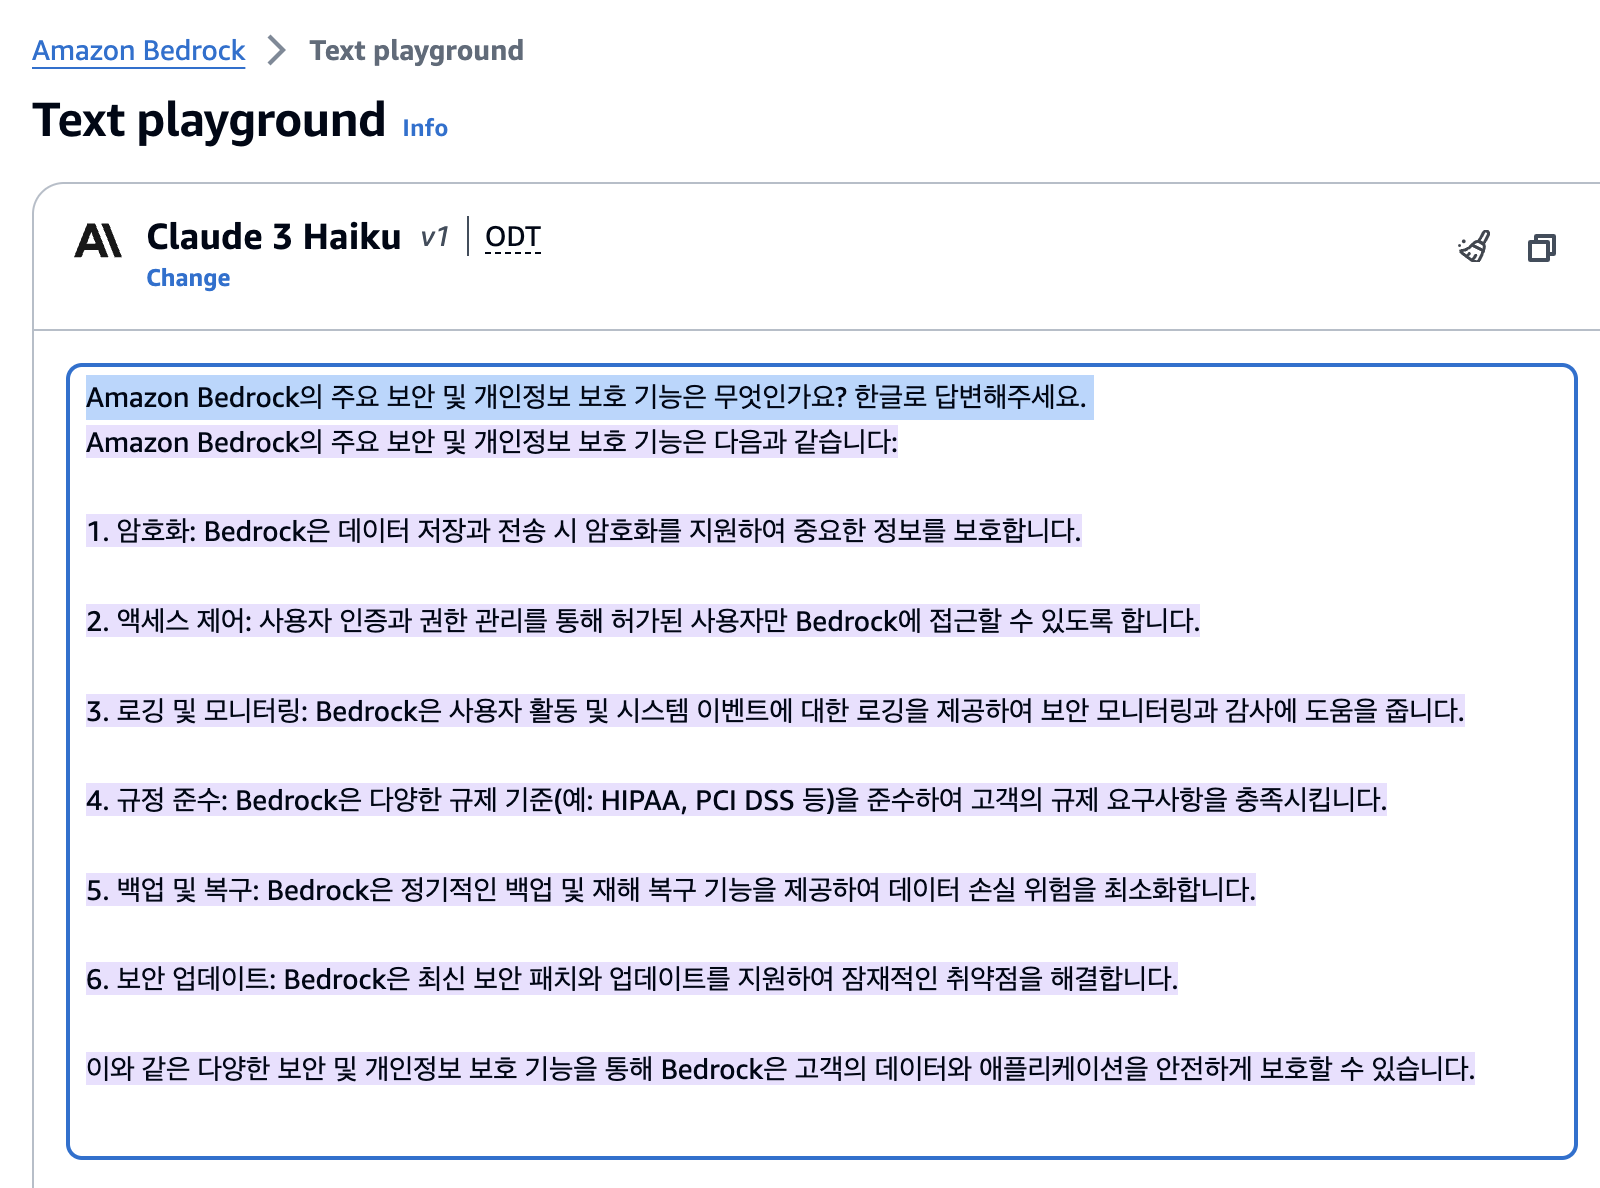 Amazon Bedrock > Text playground
Text playground Info
Claude 3 Haiku v1 | ODT
Change
Amazon Bedrock의 주요 보안 및 개인정보 보호 기능은 무엇인가요? 한글로 답변해주세요.
Amazon Bedrock의 주요 보안 및 개인정보 보호 기능은 다음과 같습니다:
1. 암호화: Bedrock은 데이터 저장과 전송 시 암호화를 지원하여 중요한 정보를 보호합니다.
2. 액세스 제어: 사용자 인증과 권한 관리를 통해 허가된 사용자만 Bedrock에 접근할 수 있도록 합니다.
3. 로깅 및 모니터링: Bedrock은 사용자 활동 및 시스템 이벤트에 대한 로깅을 제공하여 보안 모니터링과 감사에 도움을 줍니다.
4. 규정 준수: Bedrock은 다양한 규제 기준(예: HIPAA, PCI DSS 등)을 준수하여 고객의 규제 요구사항을 충족시킵니다.
5. 백업 및 복구: Bedrock은 정기적인 백업 및 재해 복구 기능을 제공하여 데이터 손실 위험을 최소화합니다.
6. 보안 업데이트: Bedrock은 최신 보안 패치와 업데이트를 지원하여 잠재적인 취약점을 해결합니다.
이와 같은 다양한 보안 및 개인정보 보호 기능을 통해 Bedrock은 고객의 데이터와 애플리케이션을 안전하게 보호할 수 있습니다.